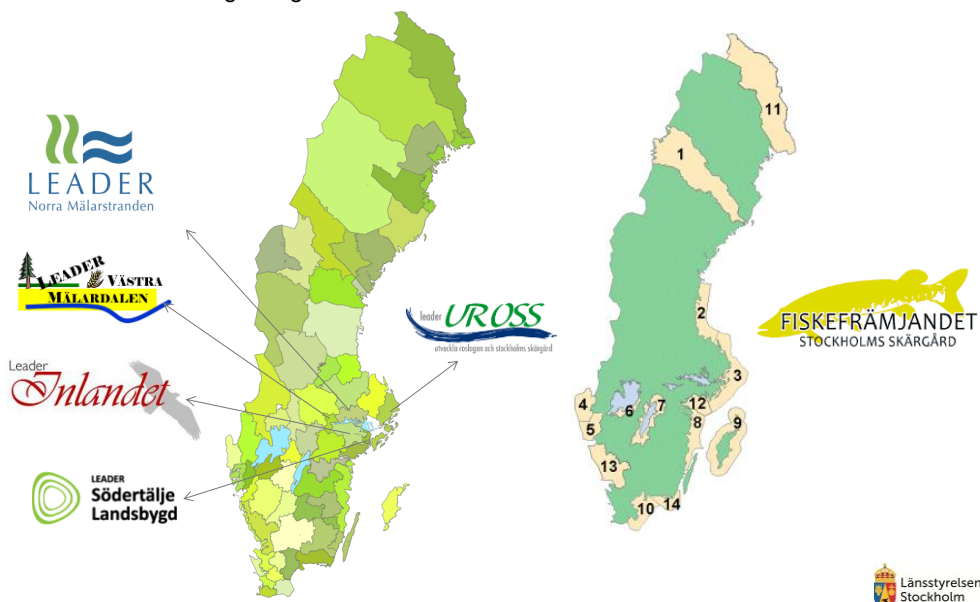 LEADER
Norra Mälarstranden
LEADER VÄSTRA
MÄLARDALEN
Leader
Inlandet
LEADER
Södertälje
Landsbygd
leader UROSS
utveckla roslagen och stockholms skärgård
11
1
2
3
4
6
7
12
5
8
9
13
10
14
FISKEFRÄMJANDET
STOCKHOLMS SKÄRGÅRD
Länsstyrelsen
Stockholm